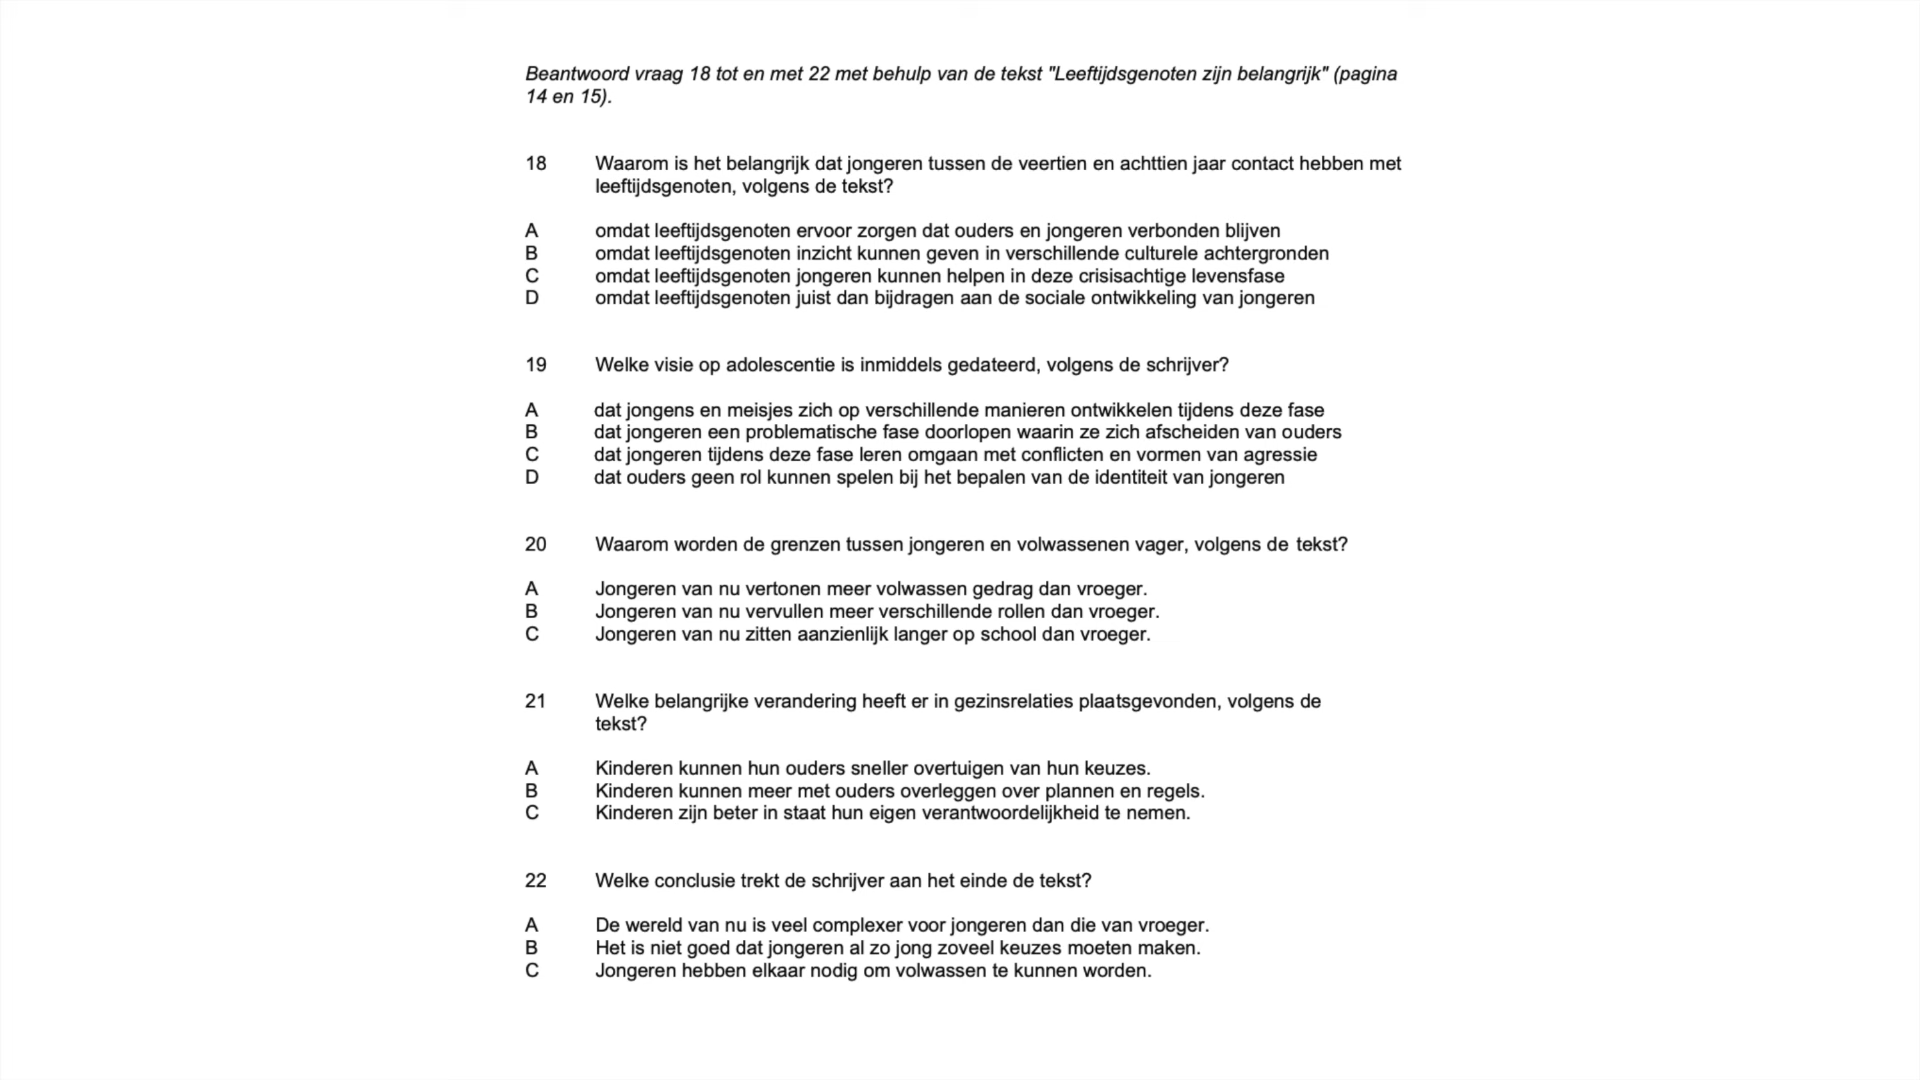 Beantwoord vraag 18 tot en met 22 met behulp van de tekst "Leeftijdsgenoten zijn belangrijk" (pagina
14 en 15).
18 Waarom is het belangrijk dat jongeren tussen de veertien en achttien jaar contact hebben met
leeftijdsgenoten, volgens de tekst?
A omdat leeftijdsgenoten ervoor zorgen dat ouders en jongeren verbonden blijven
B omdat leeftijdsgenoten inzicht kunnen geven in verschillende culturele achtergronden
C omdat leeftijdsgenoten jongeren kunnen helpen in deze crisisachtige levensfase
D omdat leeftijdsgenoten juist dan bijdragen aan de sociale ontwikkeling van jongeren
19 Welke visie op adolescentie is inmiddels gedateerd, volgens de schrijver?
A dat jongens en meisjes zich op verschillende manieren ontwikkelen tijdens deze fase
B dat jongeren een problematische fase doorlopen waarin ze zich afscheiden van ouders
C dat jongeren tijdens deze fase leren omgaan met conflicten en vormen van agressie
D dat ouders geen rol kunnen spelen bij het bepalen van de identiteit van jongeren
20 Waarom worden de grenzen tussen jongeren en volwassenen vager, volgens de tekst?
A Jongeren van nu vertonen meer volwassen gedrag dan vroeger.
B Jongeren van nu vervullen meer verschillende rollen dan vroeger.
C Jongeren van nu zitten aanzienlijk langer op school dan vroeger.
21 Welke belangrijke verandering heeft er in gezinsrelaties plaatsgevonden, volgens de
tekst?
A Kinderen kunnen hun ouders sneller overtuigen van hun keuzes.
B Kinderen kunnen meer met ouders overleggen over plannen en regels.
C Kinderen zijn beter in staat hun eigen verantwoordelijkheid te nemen.
22 Welke conclusie trekt de schrijver aan het einde de tekst?
A De wereld van nu is veel complexer voor jongeren dan die van vroeger.
B Het is niet goed dat jongeren al zo jong zoveel keuzes moeten maken.
C Jongeren hebben elkaar nodig om volwassen te kunnen worden.